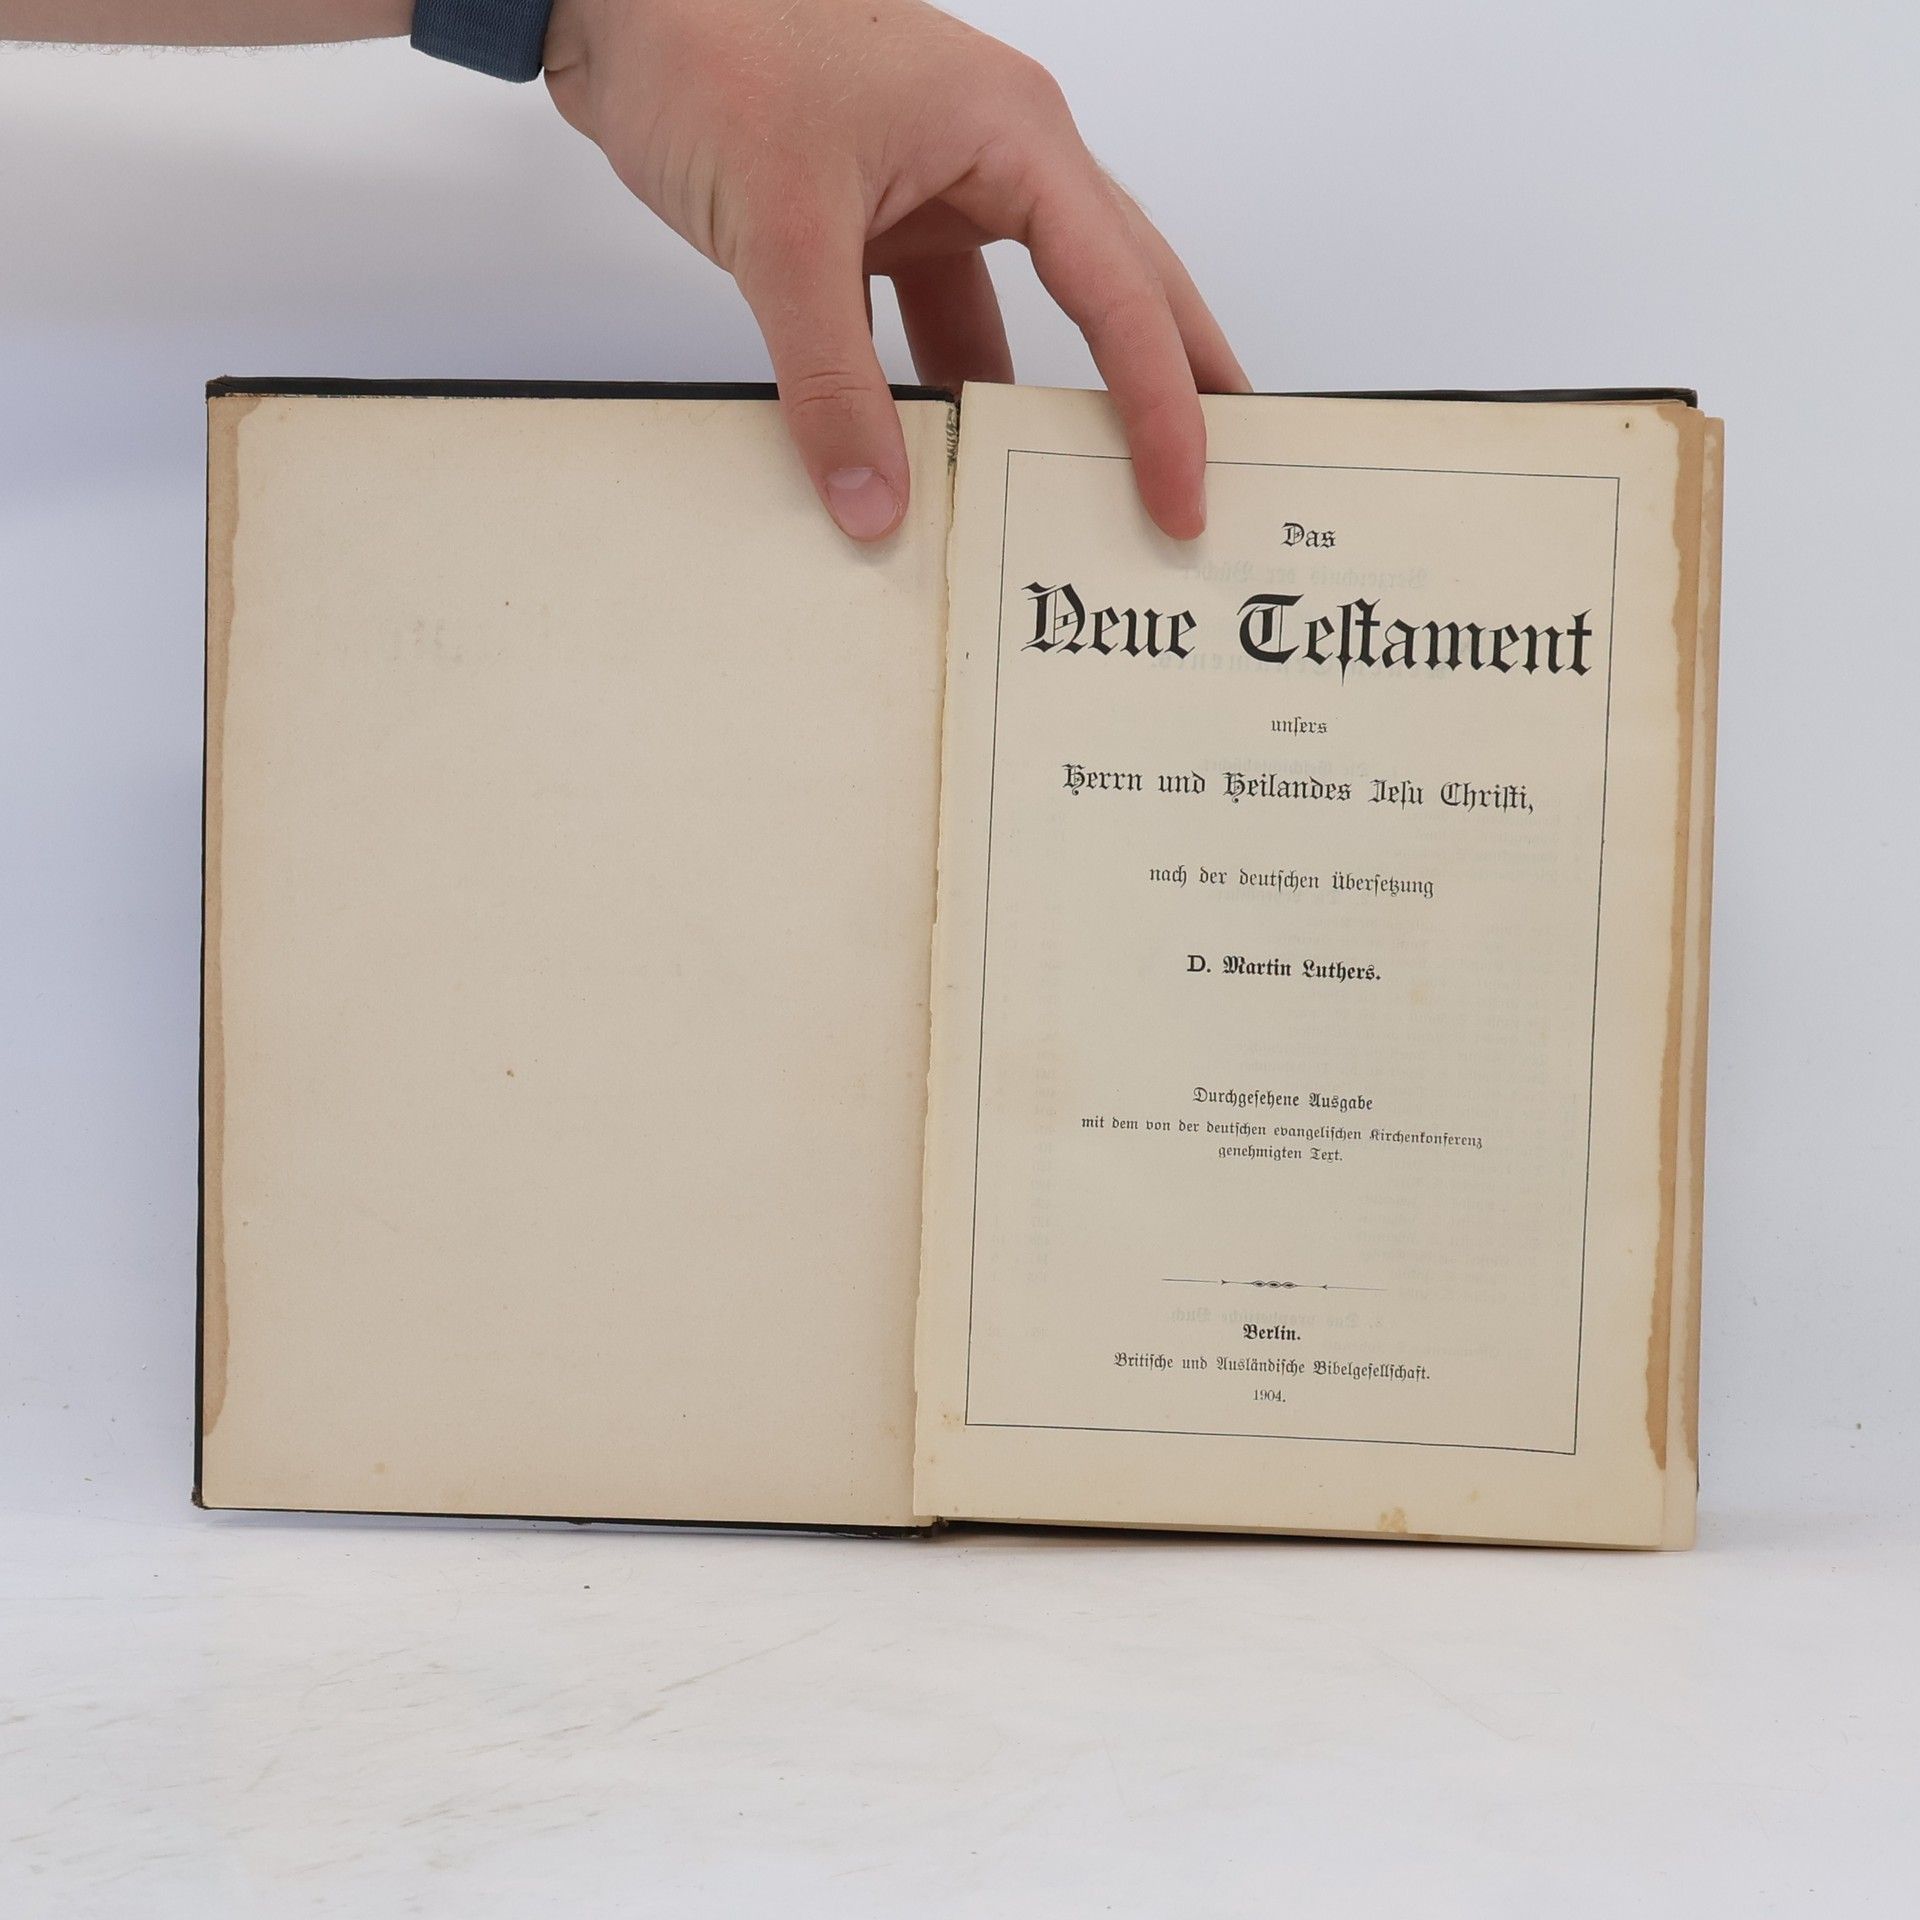 Das
Neue Teſtament
unſers
Herrn und Heilandes Jeſu Chriſti,
nach der deutſchen Überſetzung
D. Martin Luthers.
Durchgeſehene Ausgabe
mit dem von der deutſchen evangeliſchen Kirchenkonferenz
genehmigten Text.
Berlin.
Britiſche und Ausländiſche Bibelgeſellſchaft.
1904.